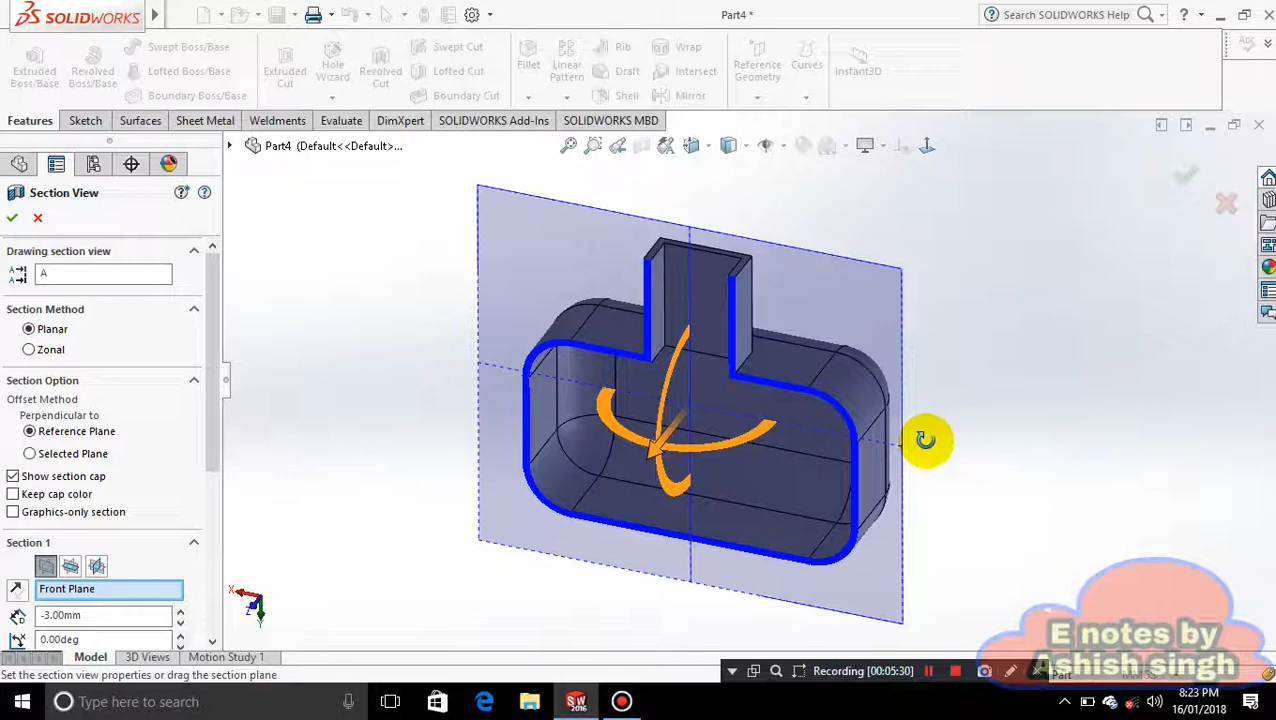 SOLIDWORKS
Part4 *
Search SOLIDWORKS Help
Extruded Boss/Base
Revolved Boss/Base
Swept Boss/Base
Lofted Boss/Base
Boundary Boss/Base
Extruded Cut
Hole Wizard
Revolved Cut
Swept Cut
Lofted Cut
Boundary Cut
Fillet
Linear Pattern
Rib
Draft
Shell
Wrap
Intersect
Mirror
Reference Geometry
Curves
Instant3D
Features Sketch Surfaces Sheet Metal Weldments Evaluate DimXpert SOLIDWORKS Add-Ins SOLIDWORKS MBD
Part4 (Default<<Default>...
Section View
Drawing section view
A
Section Method
Planar
Zonal
Section Option
Offset Method
Perpendicular to
Reference Plane
Selected Plane
Show section cap
Keep cap color
Graphics-only section
Section 1
Front Plane
-3.00mm
0.00deg
X
Z
Y
Model 3D Views Motion Study 1
Set the section view properties or drag the section plane
Recording [00:05:30]
E notes by
Ashish singh
Type here to search
SW
2016
8:23 PM
16/01/2018